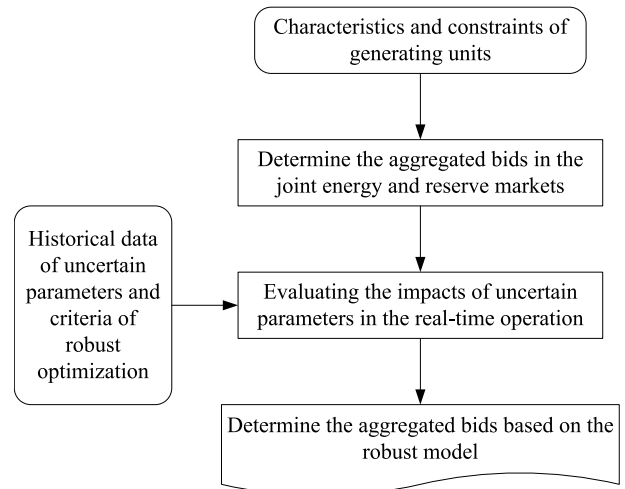 Characteristics and constraints of
generating units
Determine the aggregated bids in the
joint energy and reserve markets
Historical data
of uncertain
parameters and
criteria of
robust
optimization
Evaluating the impacts of uncertain
parameters in the real-time operation
Determine the aggregated bids based on the
robust model